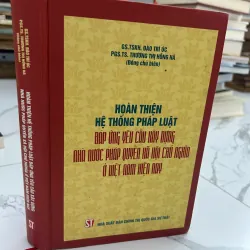 GS.TSKH. ĐÀO TRÍ ÚC
PGS.TS. TRƯƠNG THỊ HỒNG HÀ
(Đồng chủ biên)
HOÀN THIỆN
HỆ THỐNG PHÁP LUẬT
ĐÁP ỨNG YÊU CẦU XÂY DỰNG
NHÀ NƯỚC PHÁP QUYỀN XÃ HỘI CHỦ NGHĨA
Ở VIỆT NAM HIỆN NAY
NHÀ XUẤT BẢN CHÍNH TRỊ QUỐC GIA SỰ THẬT